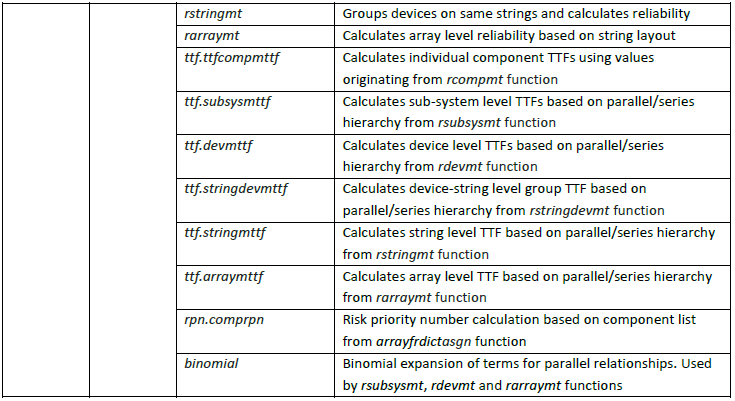 rstringmt Groups devices on same strings and calculates reliability
rarraymt Calculates array level reliability based on string layout
ttf.ttfcompmttf Calculates individual component TTFs using values
originating from rcompmt function
ttf.subsysmttf Calculates sub-system level TTFs based on parallel/series
hierarchy from rsubsysmt function
ttf.devmttf Calculates device level TTFs based on parallel/series
hierarchy from rdevmt function
ttf.stringdevmttf Calculates device-string level group TTF based on
parallel/series hierarchy from rstringdevmt function
ttf.stringmttf Calculates string level TTF based on parallel/series hierarchy
from rstringmt function
ttf.arraymttf Calculates array level TTF based on parallel/series hierarchy
from rarraymt function
rpn.comprpn Risk priority number calculation based on component list
from arrayfrdictasgn function
binomial Binomial expansion of terms for parallel relationships. Used
by rsubsysmt, rdevmt and rarraymt functions